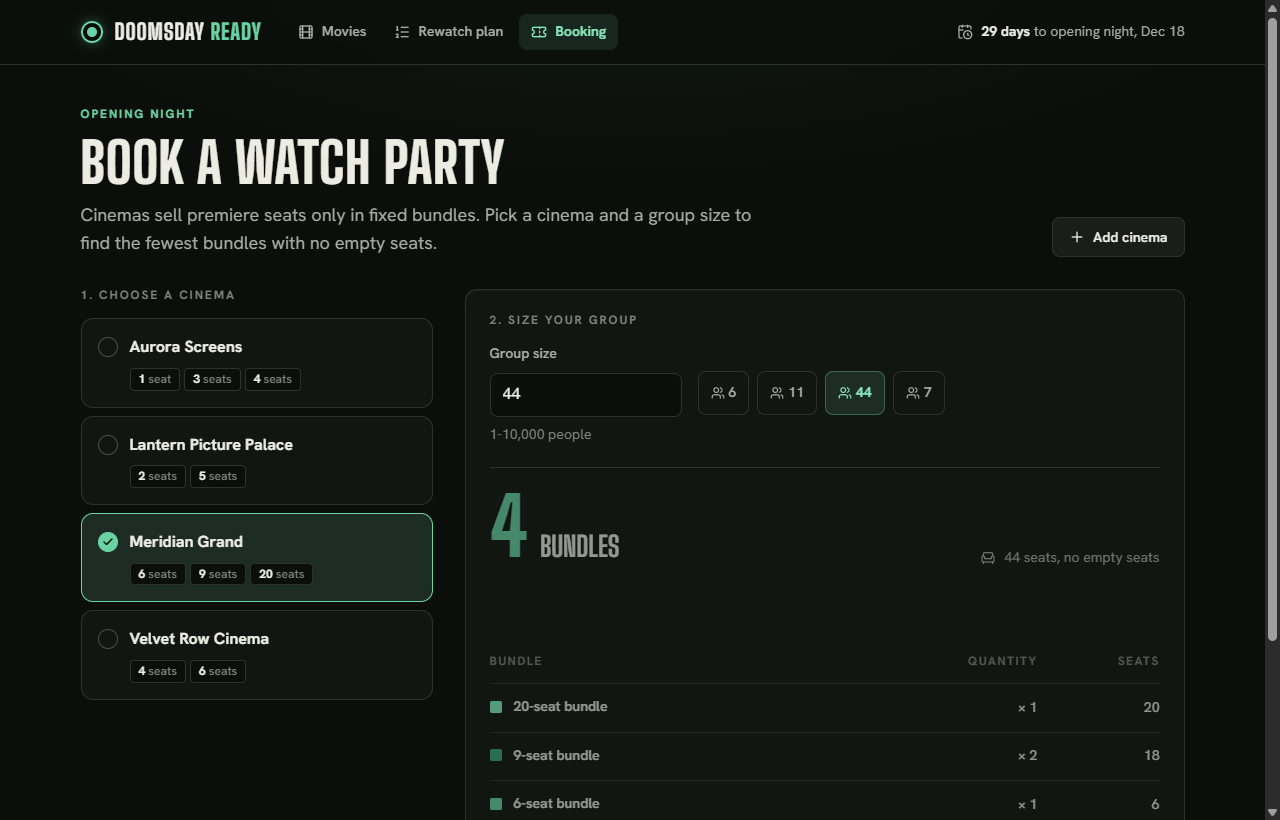 DOOMSDAY READY
Movies
Rewatch plan
Booking
29 days to opening night, Dec 18
OPENING NIGHT
BOOK A WATCH PARTY
Cinemas sell premiere seats only in fixed bundles. Pick a cinema and a group size to
find the fewest bundles with no empty seats.
Add cinema
1. CHOOSE A CINEMA
Aurora Screens
1 seat
3 seats
4 seats
Lantern Picture Palace
2 seats
5 seats
Meridian Grand
6 seats
9 seats
20 seats
Velvet Row Cinema
4 seats
6 seats
2. SIZE YOUR GROUP
Group size
44
6
11
44
7
1-10,000 people
4 BUNDLES
44 seats, no empty seats
BUNDLE QUANTITY SEATS
20-seat bundle × 1 20
9-seat bundle × 2 18
6-seat bundle × 1 6